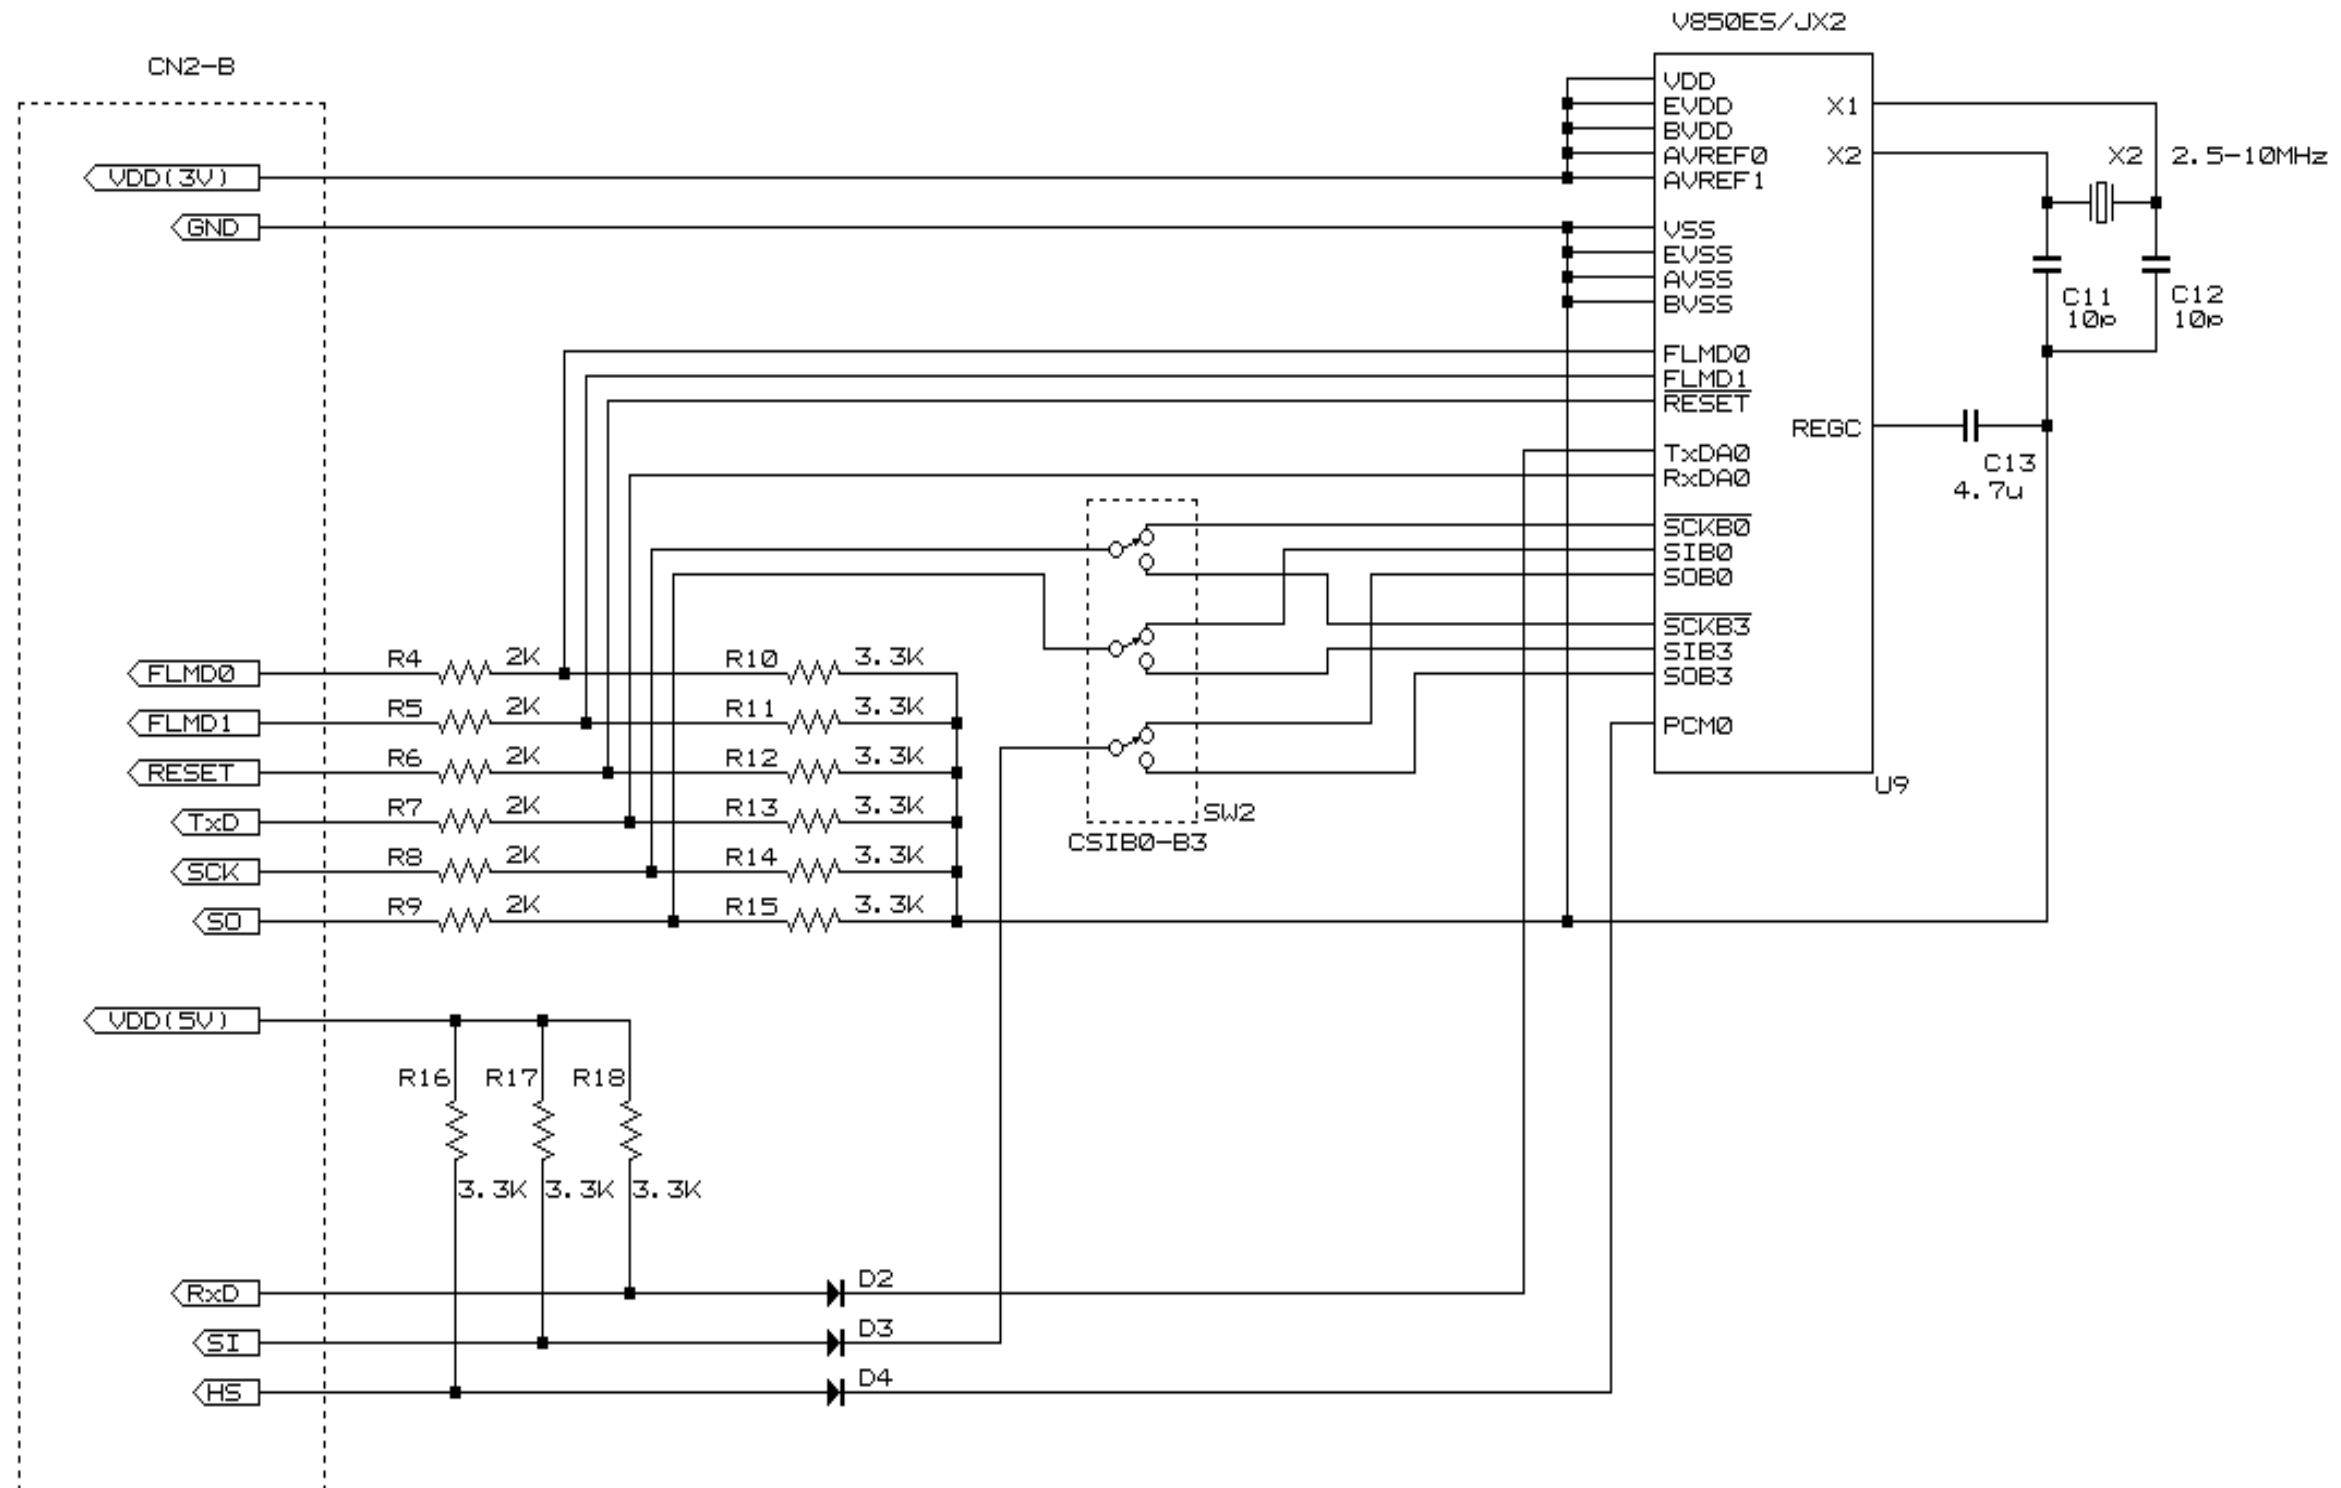 V850ES/JX2
CN2-B
VDD
EVDD
X1
BVDD
AVREF0
X2
X2 2.5-10MHz
VDD(3V)
AVREF1
GND
VSS
EVSS
AVSS
BVSS
C11
10p
C12
10p
FLMD0
FLMD1
RESET
REGC
TxDA0
C13
RxDA0
4.7u
SCKB0
SIB0
SOB0
SCKB3
SIB3
SOB3
FLMD0 R4 2K R10 3.3K
FLMD1 R5 2K R11 3.3K
PCM0
RESET R6 2K R12 3.3K
U9
TxD R7 2K R13 3.3K
SW2
CSIB0-B3
SCK R8 2K R14 3.3K
SO R9 2K R15 3.3K
VDD(5V)
R16 R17 R18
3.3K 3.3K 3.3K
RxD D2
SI D3
HS D4